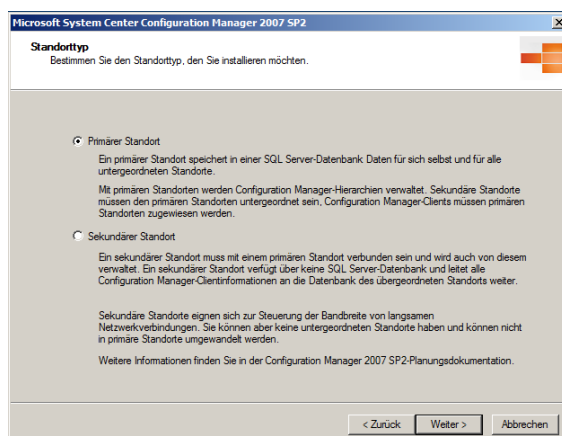 Microsoft System Center Configuration Manager 2007 SP2
Standorttyp
Bestimmen Sie den Standorttyp, den Sie installieren möchten.
Primärer Standort
Ein primärer Standort speichert in einer SQL Server-Datenbank Daten für sich selbst und für alle
untergeordneten Standorte.
Mit primären Standorten werden Configuration Manager-Hierarchien verwaltet. Sekundäre Standorte
müssen den primären Standorten untergeordnet sein, Configuration Manager-Clients müssen primären
Standorten zugewiesen werden.
Sekundärer Standort
Ein sekundärer Standort muss mit einem primären Standort verbunden sein und wird auch von diesem
verwaltet. Ein sekundärer Standort verfügt über keine SQL Server-Datenbank und leitet alle
Configuration Manager-Clientinformationen an die Datenbank des übergeordneten Standorts weiter.
Sekundäre Standorte eignen sich zur Steuerung der Bandbreite von langsamen
Netzwerkverbindungen. Sie können aber keine untergeordneten Standorte haben und können nicht
in primäre Standorte umgewandelt werden.
Weitere Informationen finden Sie in der Configuration Manager 2007 SP2-Planungsdokumentation.
< Zurück Weiter > Abbrechen